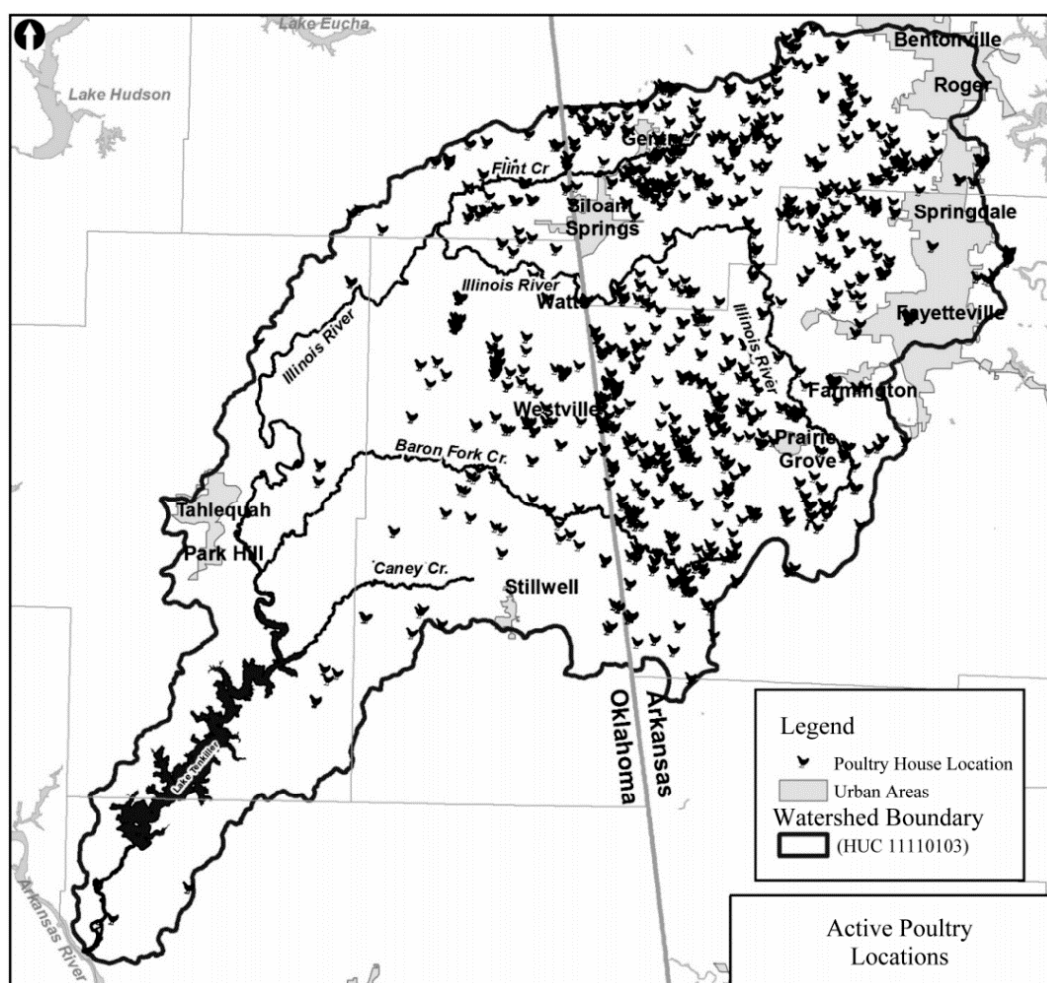 Lake Eucha
Bentonville
Roger
Lake Hudson
Flint Cr
Siloam
Springs
Springdale
Illinois River
Watts
Illinois River
Illinois River
Fayetteville
Farmington
Westville
Prairie
Grove
Baron Fork Cr.
Tahlequah
Park Hill
Caney Cr.
Stillwell
Oklahoma
Arkansas
Lake Tenkiller
Arkansas River
Legend
Poultry House Location
Urban Areas
Watershed Boundary
(HUC 11110103)
Active Poultry
Locations